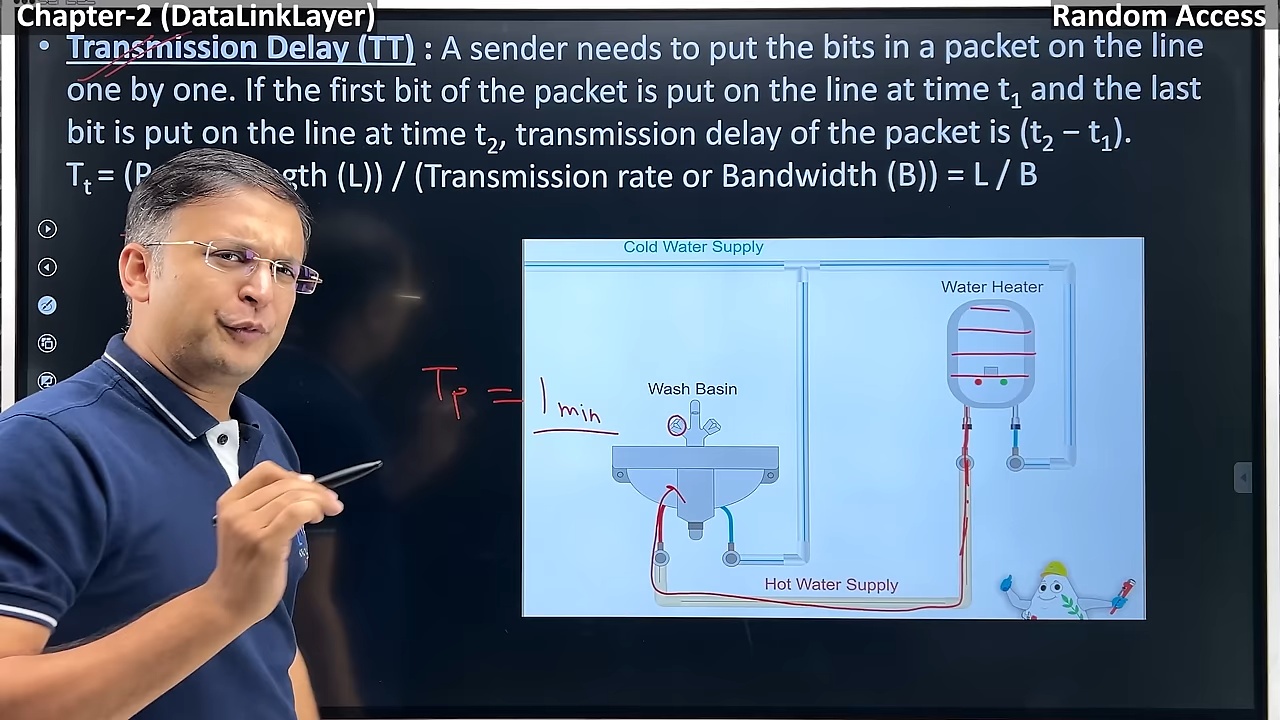 Chapter-2 (DataLinkLayer)
Random Access
• Transmission Delay (TT) : A sender needs to put the bits in a packet on the line
one by one. If the first bit of the packet is put on the line at time t₁ and the last
bit is put on the line at time t₂, transmission delay of the packet is (t₂ – t₁).
Tt = (P gth (L)) / (Transmission rate or Bandwidth (B)) = L / B
Cold Water Supply
Water Heater
Wash Basin
Tp = 1 min
Hot Water Supply